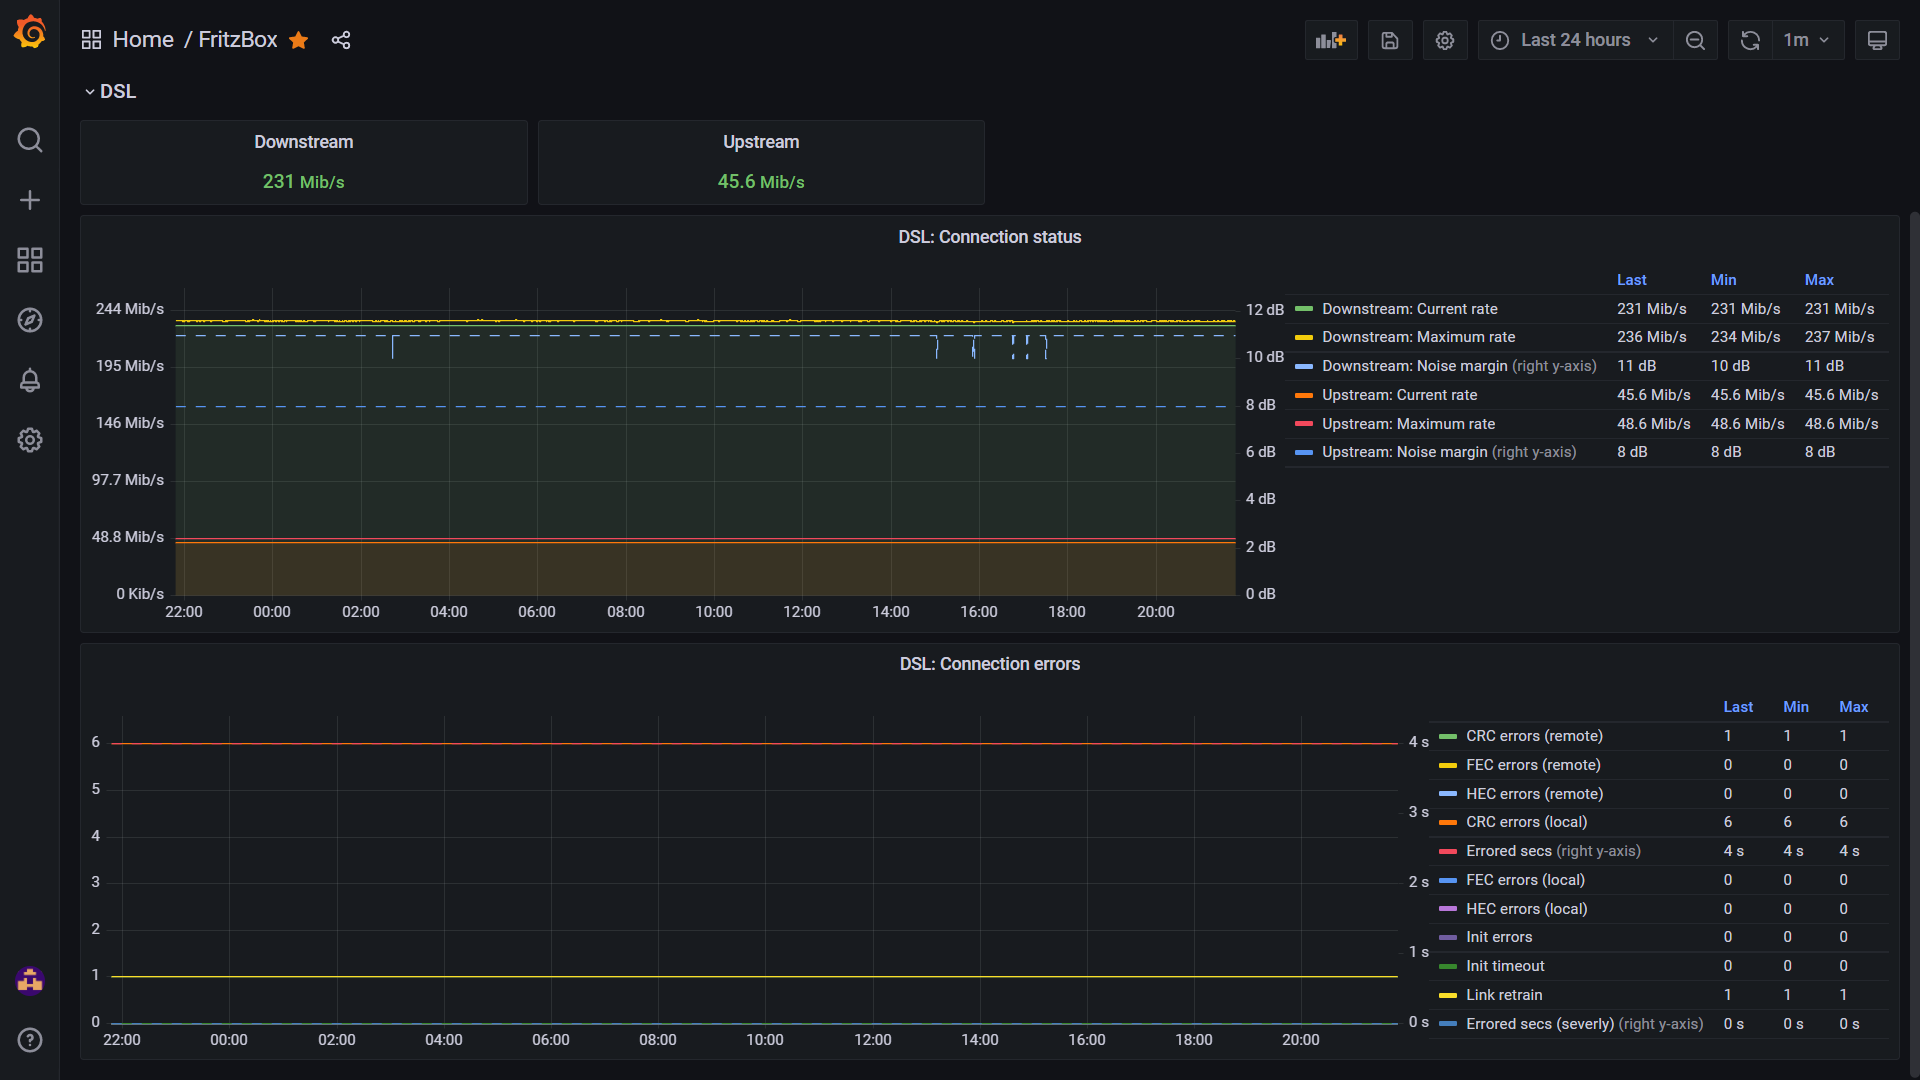 Home / FritzBox
Last 24 hours
1m
DSL
Downstream
231 Mib/s
Upstream
45.6 Mib/s
DSL: Connection status
244 Mib/s
195 Mib/s
146 Mib/s
97.7 Mib/s
48.8 Mib/s
0 Kib/s
12 dB
10 dB
8 dB
6 dB
4 dB
2 dB
0 dB
22:00 00:00 02:00 04:00 06:00 08:00 10:00 12:00 14:00 16:00 18:00 20:00
Last Min Max
Downstream: Current rate 231 Mib/s 231 Mib/s 231 Mib/s
Downstream: Maximum rate 236 Mib/s 234 Mib/s 237 Mib/s
Downstream: Noise margin (right y-axis) 11 dB 10 dB 11 dB
Upstream: Current rate 45.6 Mib/s 45.6 Mib/s 45.6 Mib/s
Upstream: Maximum rate 48.6 Mib/s 48.6 Mib/s 48.6 Mib/s
Upstream: Noise margin (right y-axis) 8 dB 8 dB 8 dB
DSL: Connection errors
6
5
4
3
2
1
0
4 s
3 s
2 s
1 s
0 s
22:00 00:00 02:00 04:00 06:00 08:00 10:00 12:00 14:00 16:00 18:00 20:00
Last Min Max
CRC errors (remote) 1 1 1
FEC errors (remote) 0 0 0
HEC errors (remote) 0 0 0
CRC errors (local) 6 6 6
Errored secs (right y-axis) 4 s 4 s 4 s
FEC errors (local) 0 0 0
HEC errors (local) 0 0 0
Init errors 0 0 0
Init timeout 0 0 0
Link retrain 1 1 1
Errored secs (severly) (right y-axis) 0 s 0 s 0 s